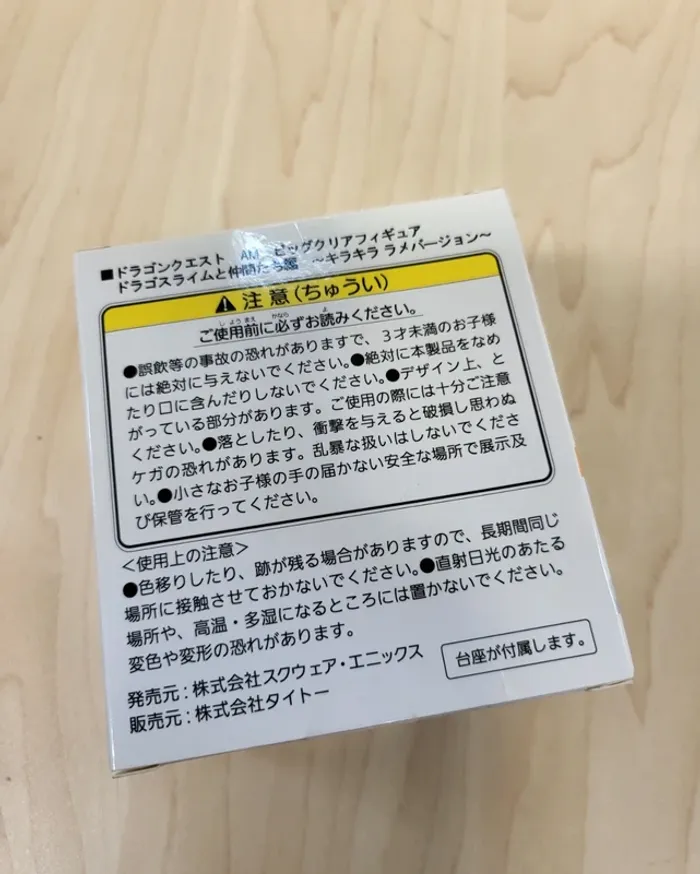 ■ドラゴンクエスト AM ビッグクリアフィギュア
ドラゴスライムと仲間たち篇 ～キラキラ ラメバージョン～
注意(ちゅうい)
ご使用前に必ずお読みください。
●誤飲等の事故の恐れがありますで、3才未満のお子様
には絶対に与えないでください。●絶対に本製品をなめ
たり口に含んだりしないでください。●デザイン上、と
がっている部分があります。ご使用の際には十分ご注意
ください。●落としたり、衝撃を与えると破損し思わぬ
ケガの恐れがあります。乱暴な扱いはしないでくださ
い。●小さなお子様の手の届かない安全な場所で展示及
び保管を行ってください。
＜使用上の注意＞
●色移りしたり、跡が残る場合がありますので、長期間同じ
場所に接触させておかないでください。●直射日光のあたる
場所や、高温・多湿になるところには置かないでください。
変色や変形の恐れがあります。
発売元：株式会社スクウェア・エニックス
販売元：株式会社タイトー
台座が付属します。